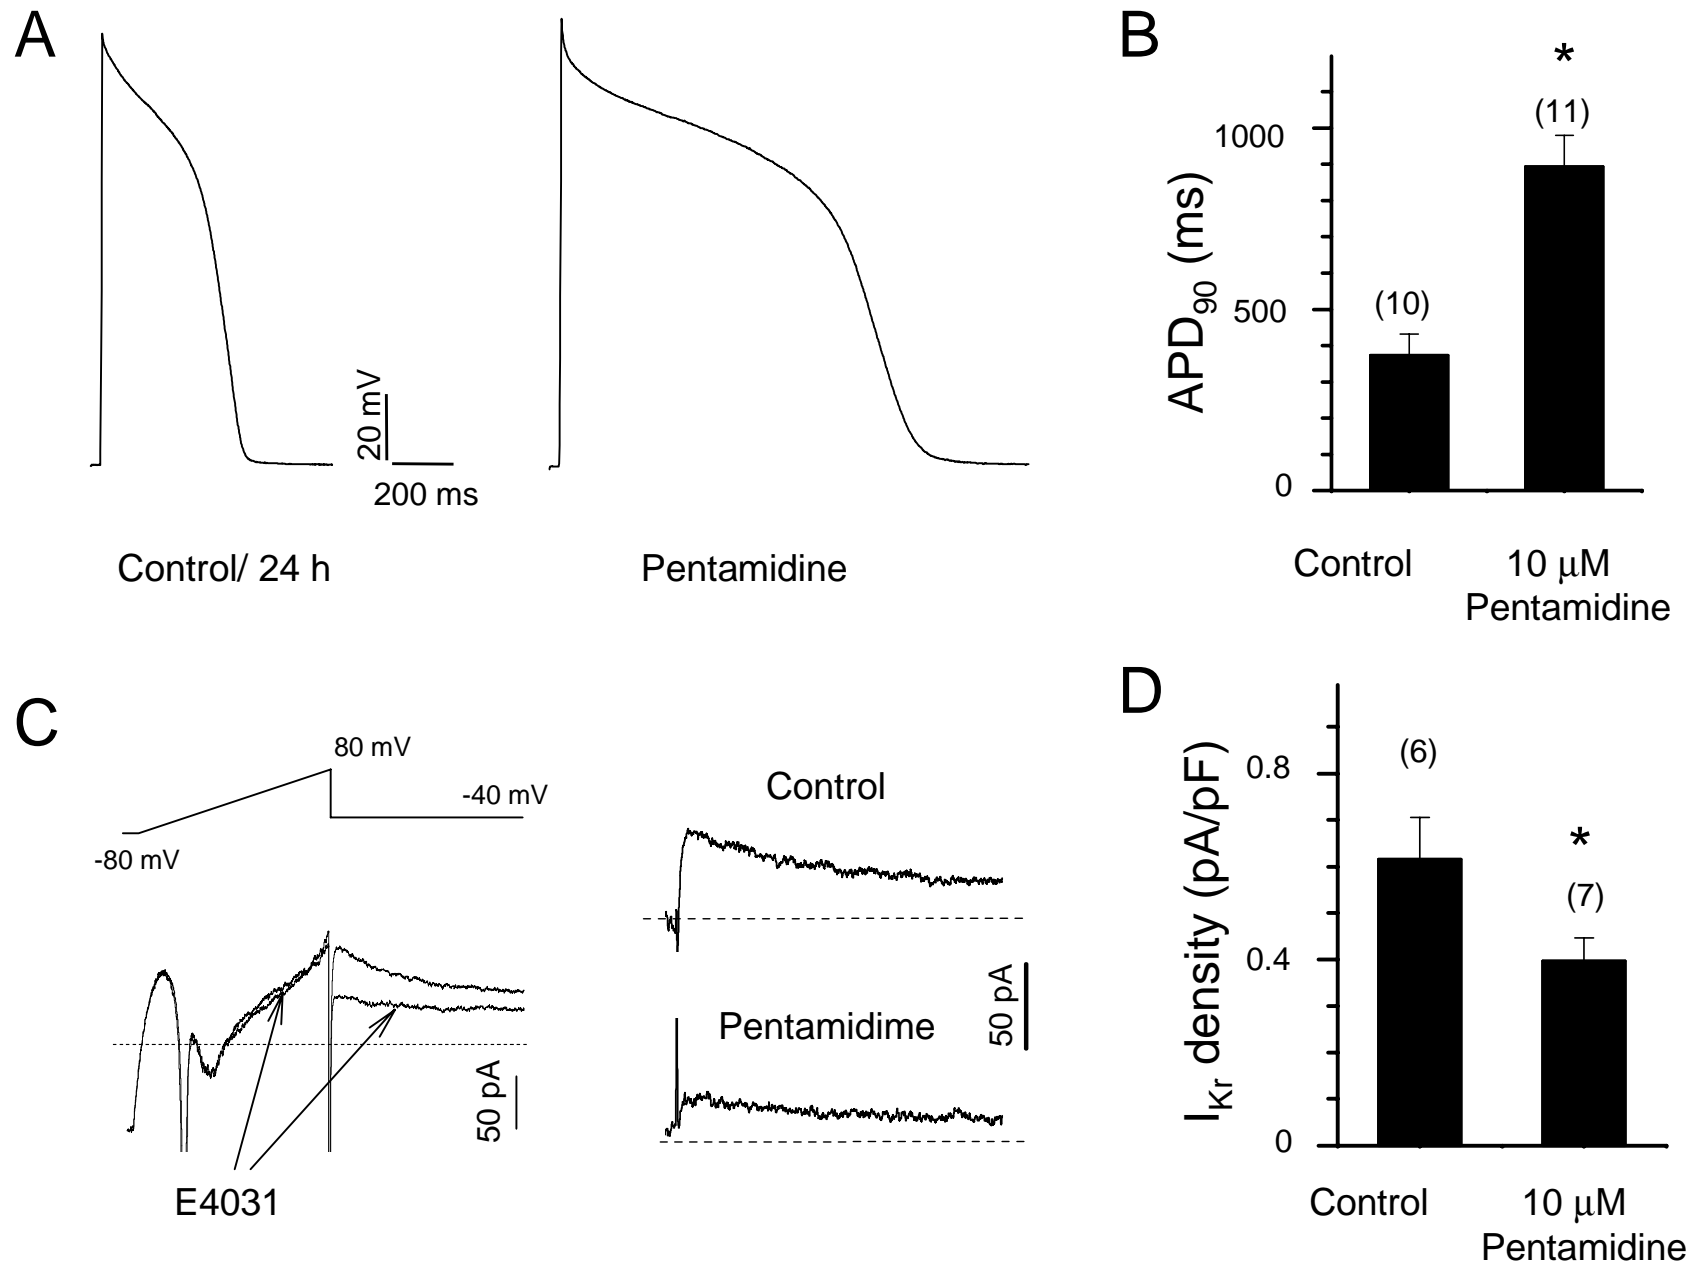 A
20 mV
200 ms
Control/ 24 h
Pentamidine
B
*
(11)
(10)
1000
500
0
APD90 (ms)
Control
10 μM
Pentamidine
C
80 mV
-40 mV
-80 mV
50 pA
E4031
Control
Pentamidime
50 pA
D
(6)
*
(7)
0.8
0.4
0
IKr density (pA/pF)
Control
10 μM
Pentamidine